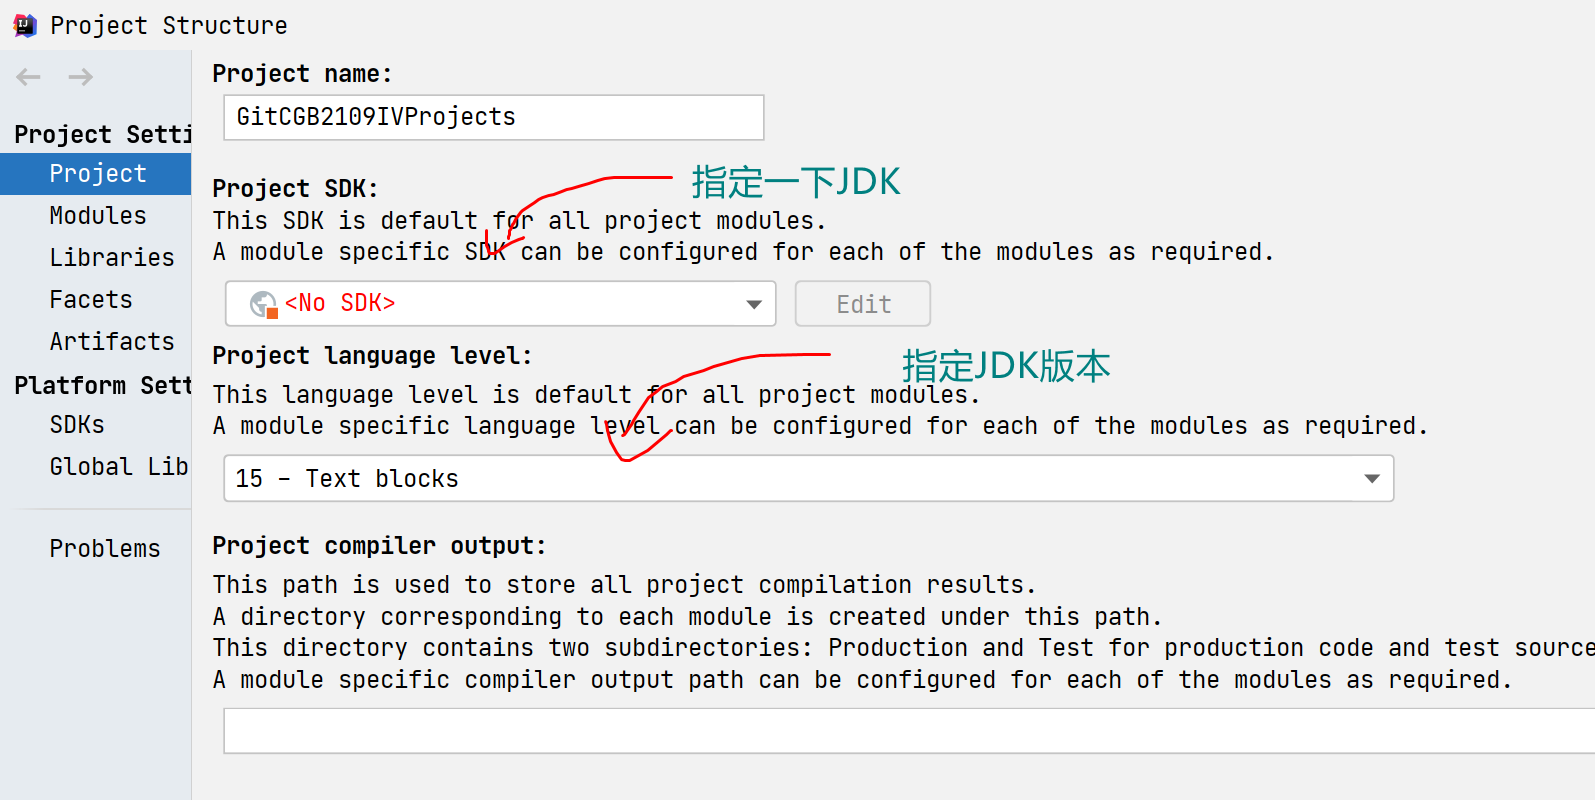 Project Structure
Project Setti
Project
Modules
Libraries
Facets
Artifacts
Platform Sett
SDKs
Global Lib
Problems
Project name:
GitCGB2109IVProjects
指定一下JDK
Project SDK:
This SDK is default for all project modules.
A module specific SDK can be configured for each of the modules as required.
<No SDK>
Edit
Project language level:
指定JDK版本
This language level is default for all project modules.
A module specific language level can be configured for each of the modules as required.
15 - Text blocks
Project compiler output:
This path is used to store all project compilation results.
A directory corresponding to each module is created under this path.
This directory contains two subdirectories: Production and Test for production code and test source
A module specific compiler output path can be configured for each of the modules as required.